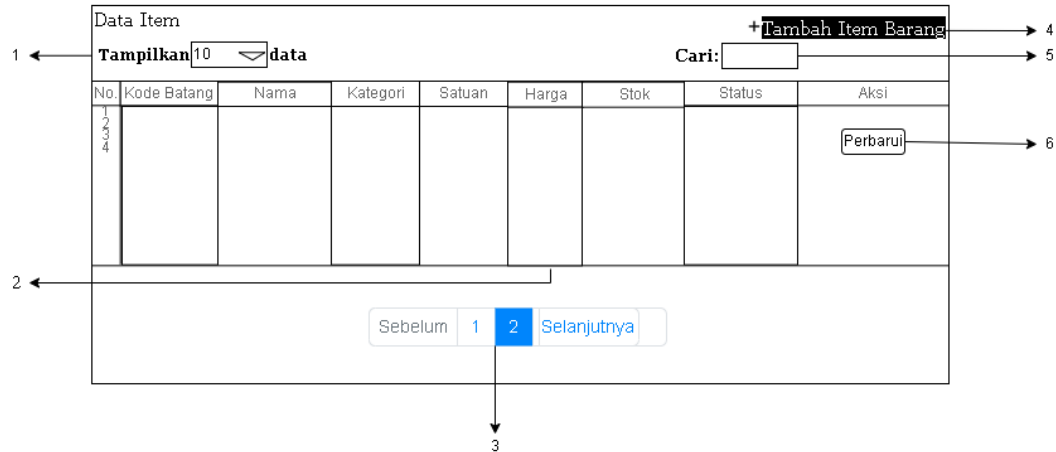 Data Item
+Tambah Item Barang 4
1 Tampilkan 10 data Cari: 5
No. Kode Batang Nama Kategori Satuan Harga Stok Status Aksi
1
2
3
4
Perbarui 6
2
Sebelum 1 2 Selanjutnya
3